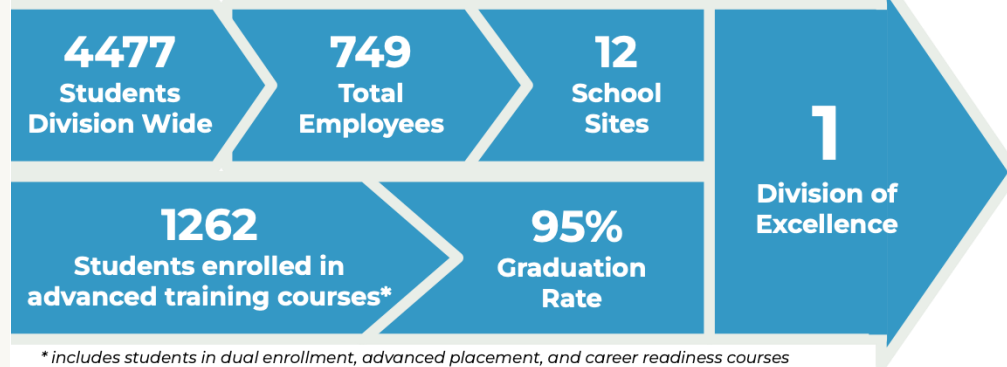 4477
Students
Division Wide
749
Total
Employees
12
School
Sites
1262
Students enrolled in
advanced training courses*
95%
Graduation
Rate
1
Division of
Excellence
* includes students in dual enrollment, advanced placement, and career readiness courses